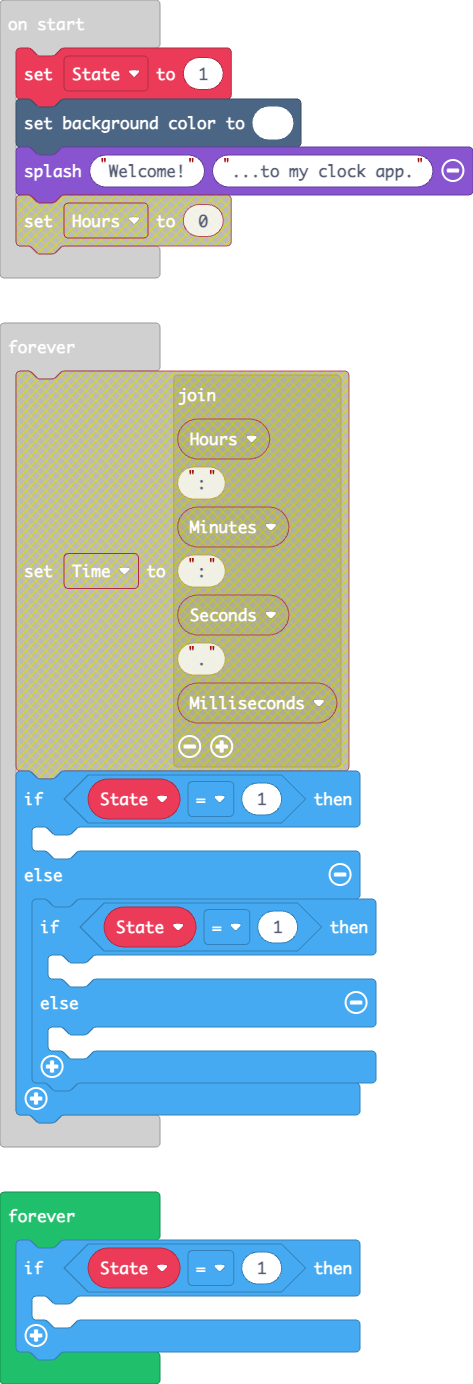 on start
set State to 1
set background color to
splash "Welcome!" "...to my clock app."
set Hours to 0
forever
join
Hours
":"
Minutes
set Time to ":"
Seconds
"."
Milliseconds
if State = 1 then
else
if State = 1 then
else
forever
if State = 1 then